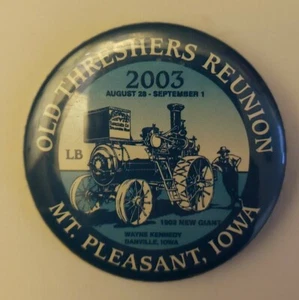 OLD THRESHERS REUNION
2003
AUGUST 28 - SEPTEMBER 1
LB
1909 NEW GIANT
WAYNE KENNEDY
DANVILLE, IOWA
MT. PLEASANT, IOWA